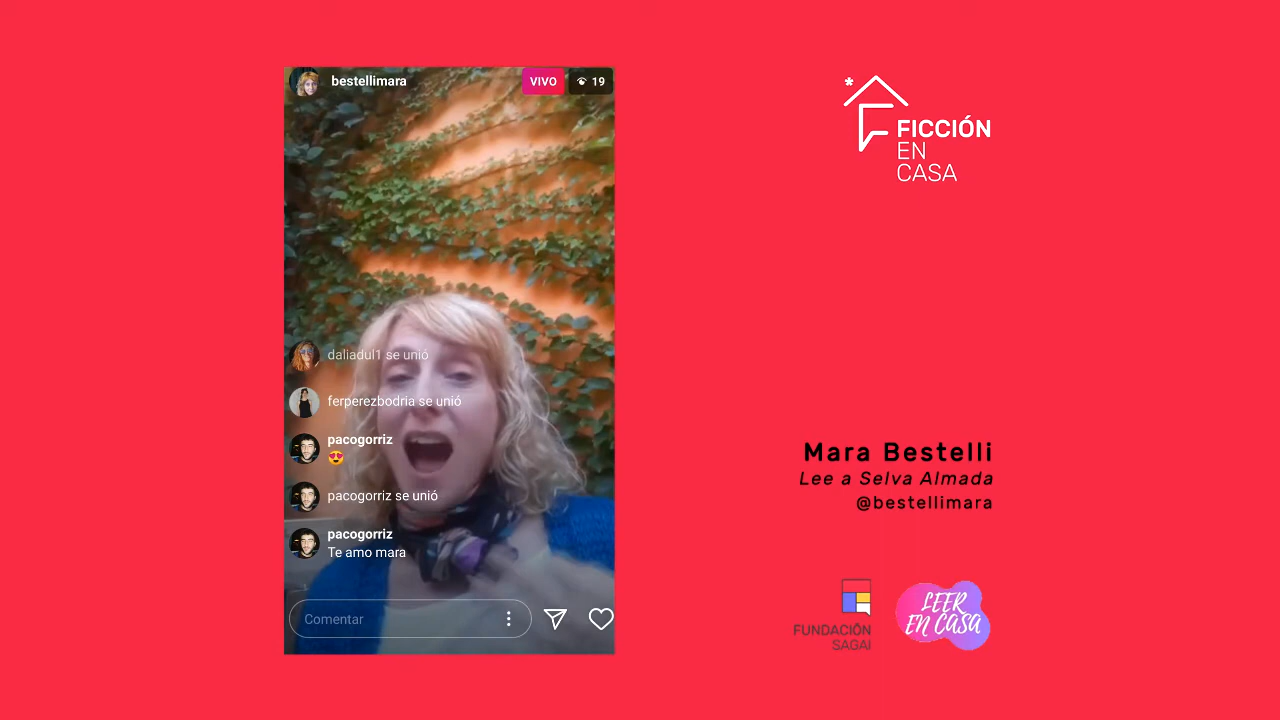 bestellimara
VIVO
19
daliadul1 se unió
ferperezbodria se unió
pacogorriz
pacogorriz se unió
pacogorriz
Te amo mara
Comentar
*
FICCIÓN
EN
CASA
Mara Bestelli
Lee a Selva Almada
@bestellimara
FUNDACIÓN
SAGAI
LEER
EN CASA